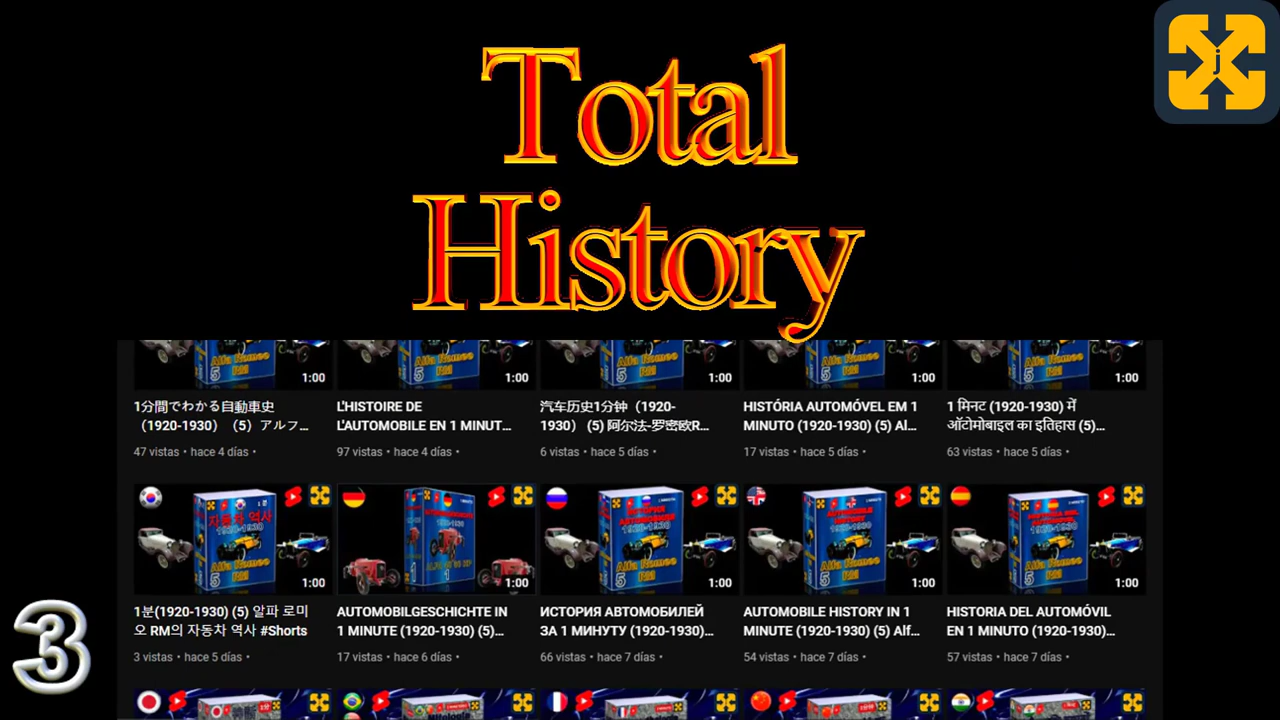 Total
History
j
1:00
1:00
1:00
1:00
1:00
1分間でわかる自動車史
（1920-1930）（5）アルフ...
47 vistas • hace 4 días •
L'HISTOIRE DE
L'AUTOMOBILE EN 1 MINUT...
97 vistas • hace 4 días •
汽车历史1分钟（1920-
1930） (5) 阿尔法-罗密欧R...
6 vistas • hace 5 días •
HISTÓRIA AUTOMÓVEL EM 1
MINUTO (1920-1930) (5) Al...
17 vistas • hace 5 días •
1 मिनट (1920-1930) में
ऑटोमोबाइल का इतिहास (5)...
63 vistas • hace 5 días •
1:00
1:00
1:00
1:00
1:00
1분(1920-1930) (5) 알파 로미
오 RM의 자동차 역사 #Shorts
3 vistas • hace 5 días •
AUTOMOBILGESCHICHTE IN
1 MINUTE (1920-1930) (5)...
17 vistas • hace 6 días •
ИСТОРИЯ АВТОМОБИЛЕЙ
ЗА 1 МИНУТУ (1920-1930)...
66 vistas • hace 7 días •
AUTOMOBILE HISTORY IN 1
MINUTE (1920-1930) (5) Alf...
54 vistas • hace 7 días •
HISTORIA DEL AUTOMÓVIL
EN 1 MINUTO (1920-1930)...
57 vistas • hace 7 días •
3